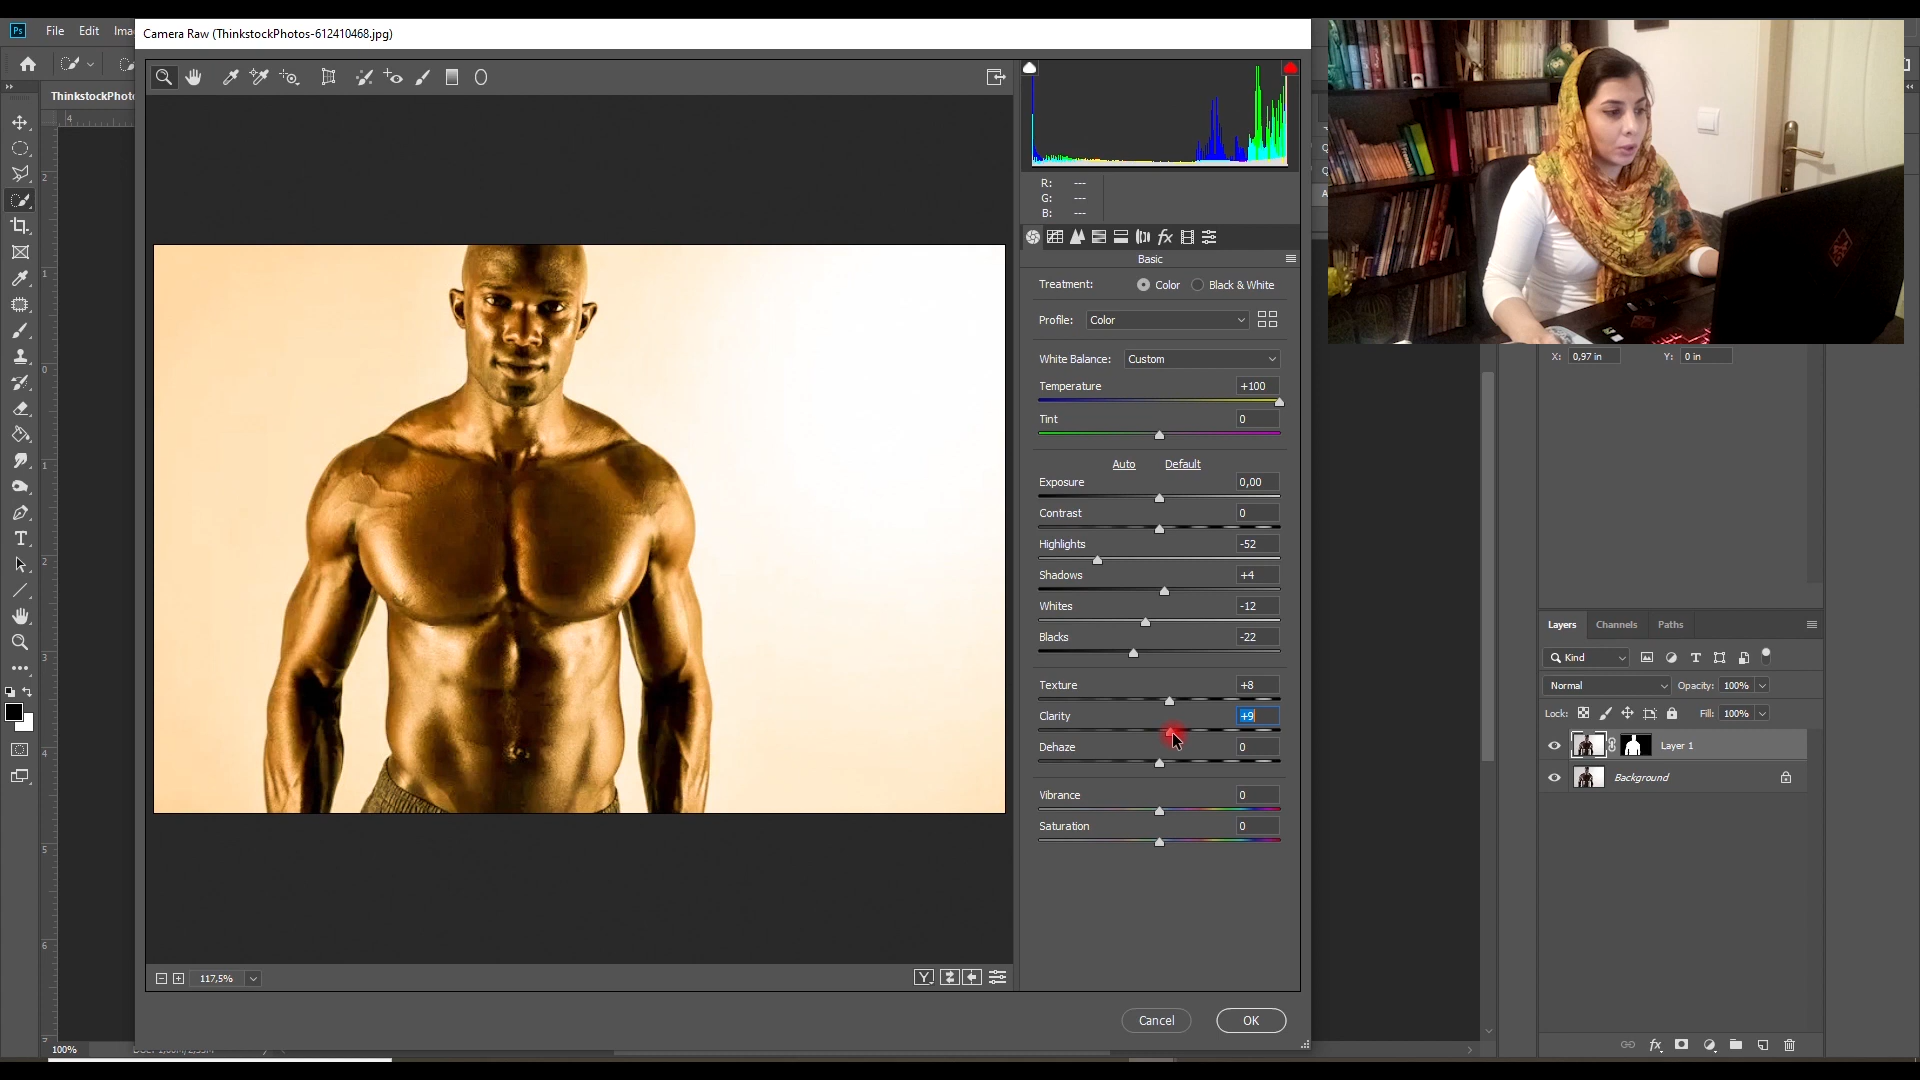 Ps File Edit Ima
Camera Raw (ThinkstockPhotos-612410468.jpg)
ThinkstockPhoto
R: ---
G: ---
B: ---
Basic
Treatment: Color Black & White
Profile: Color
White Balance: Custom
Temperature +100
Tint 0
Auto Default
Exposure 0,00
Contrast 0
Highlights -52
Shadows +4
Whites -12
Blacks -22
Texture +8
Clarity +9
Dehaze 0
Vibrance 0
Saturation 0
117,5%
Cancel OK
100%
X: 0,97 in Y: 0 in
Layers Channels Paths
Kind
Normal Opacity: 100%
Lock: Fill: 100%
Layer 1
Background